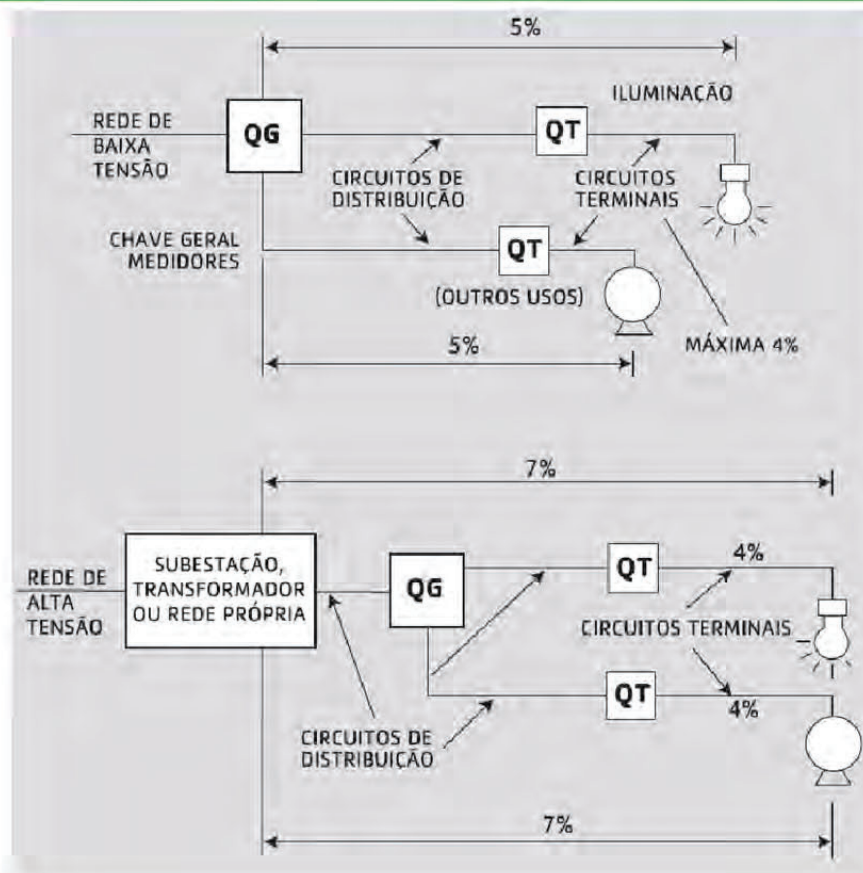 5%
ILUMINAÇÃO
REDE DE
BAIXA
TENSÃO
QG
QT
CIRCUITOS DE
DISTRIBUIÇÃO
CIRCUITOS
TERMINAIS
CHAVE GERAL
MEDIDORES
QT
(OUTROS USOS)
5%
MÁXIMA 4%
7%
REDE DE
ALTA
TENSÃO
SUBESTAÇÃO,
TRANSFORMADOR
OU REDE PRÓPRIA
QG
QT
4%
CIRCUITOS TERMINAIS
QT
4%
CIRCUITOS DE
DISTRIBUIÇÃO
7%